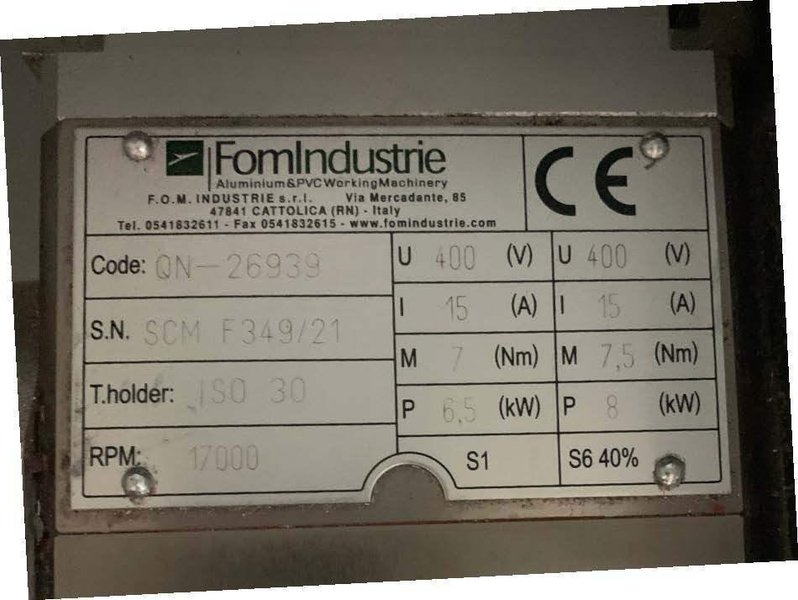 FomIndustrie
Aluminium&PVCWorkingMachinery
F.O.M. INDUSTRIE s.r.l. Via Mercadante, 85
47841 CATTOLICA (RN) - Italy
Tel. 0541832611 - Fax 0541832615 - www.fomindustrie.com
CE
Code: QN-26939
S.N. SCM F349/21
T.holder: ISO 30
RPM: 17000
U 400 (V) U 400 (V)
I 15 (A) I 15 (A)
M 7 (Nm) M 7,5 (Nm)
P 6,5 (kW) P 8 (kW)
S1 S6 40%